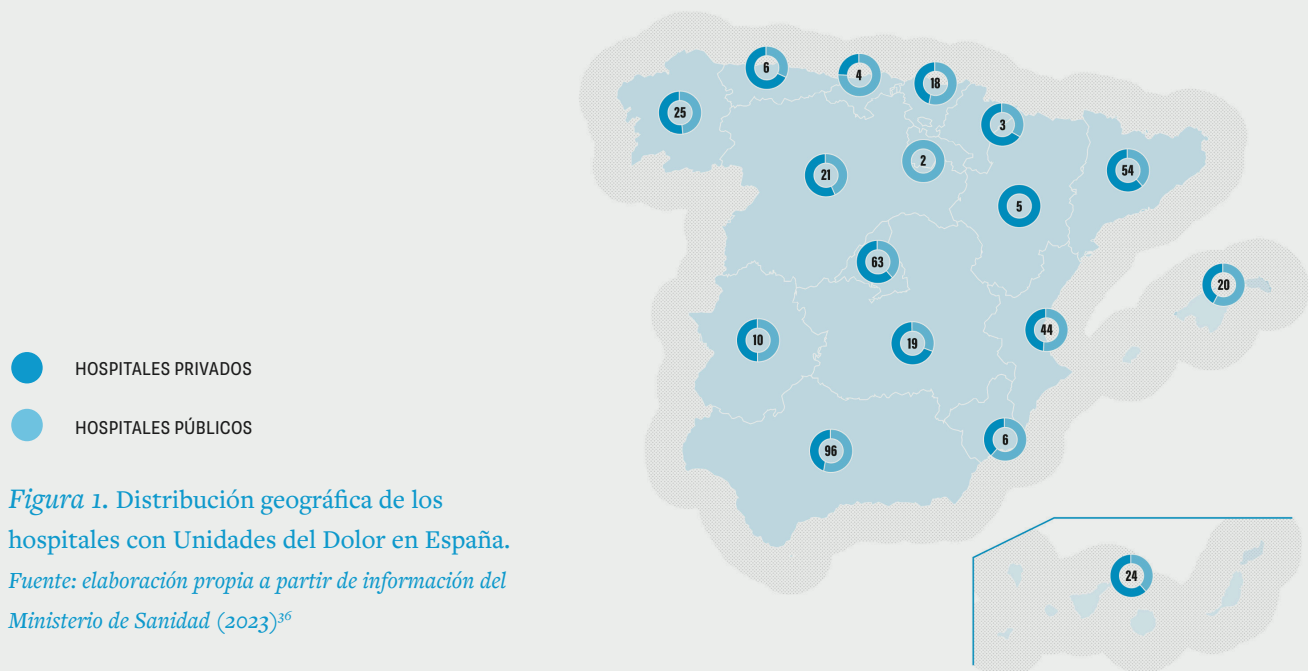 6
4
18
25
3
2
54
21
5
63
20
44
10
19
HOSPITALES PRIVADOS
HOSPITALES PÚBLICOS
6
96
Figura 1. Distribución geográfica de los
hospitales con Unidades del Dolor en España.
Fuente: elaboración propia a partir de información del
Ministerio de Sanidad (2023)³⁶
24